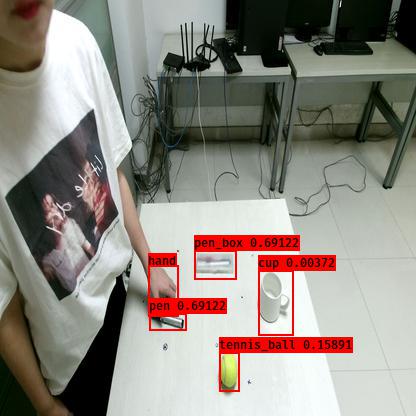 pen_box 0.69122
hand
cup 0.00372
pen 0.69122
tennis_ball 0.15891